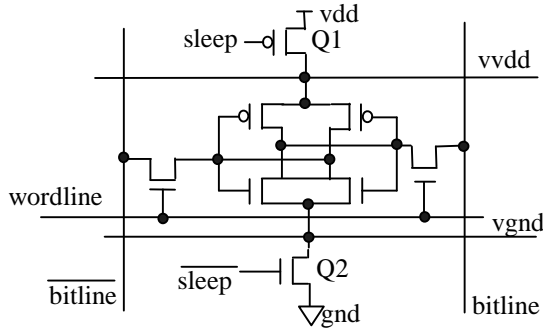 vdd
sleep
Q1
vvdd
wordline
vgnd
sleep
Q2
bitline
gnd
bitline